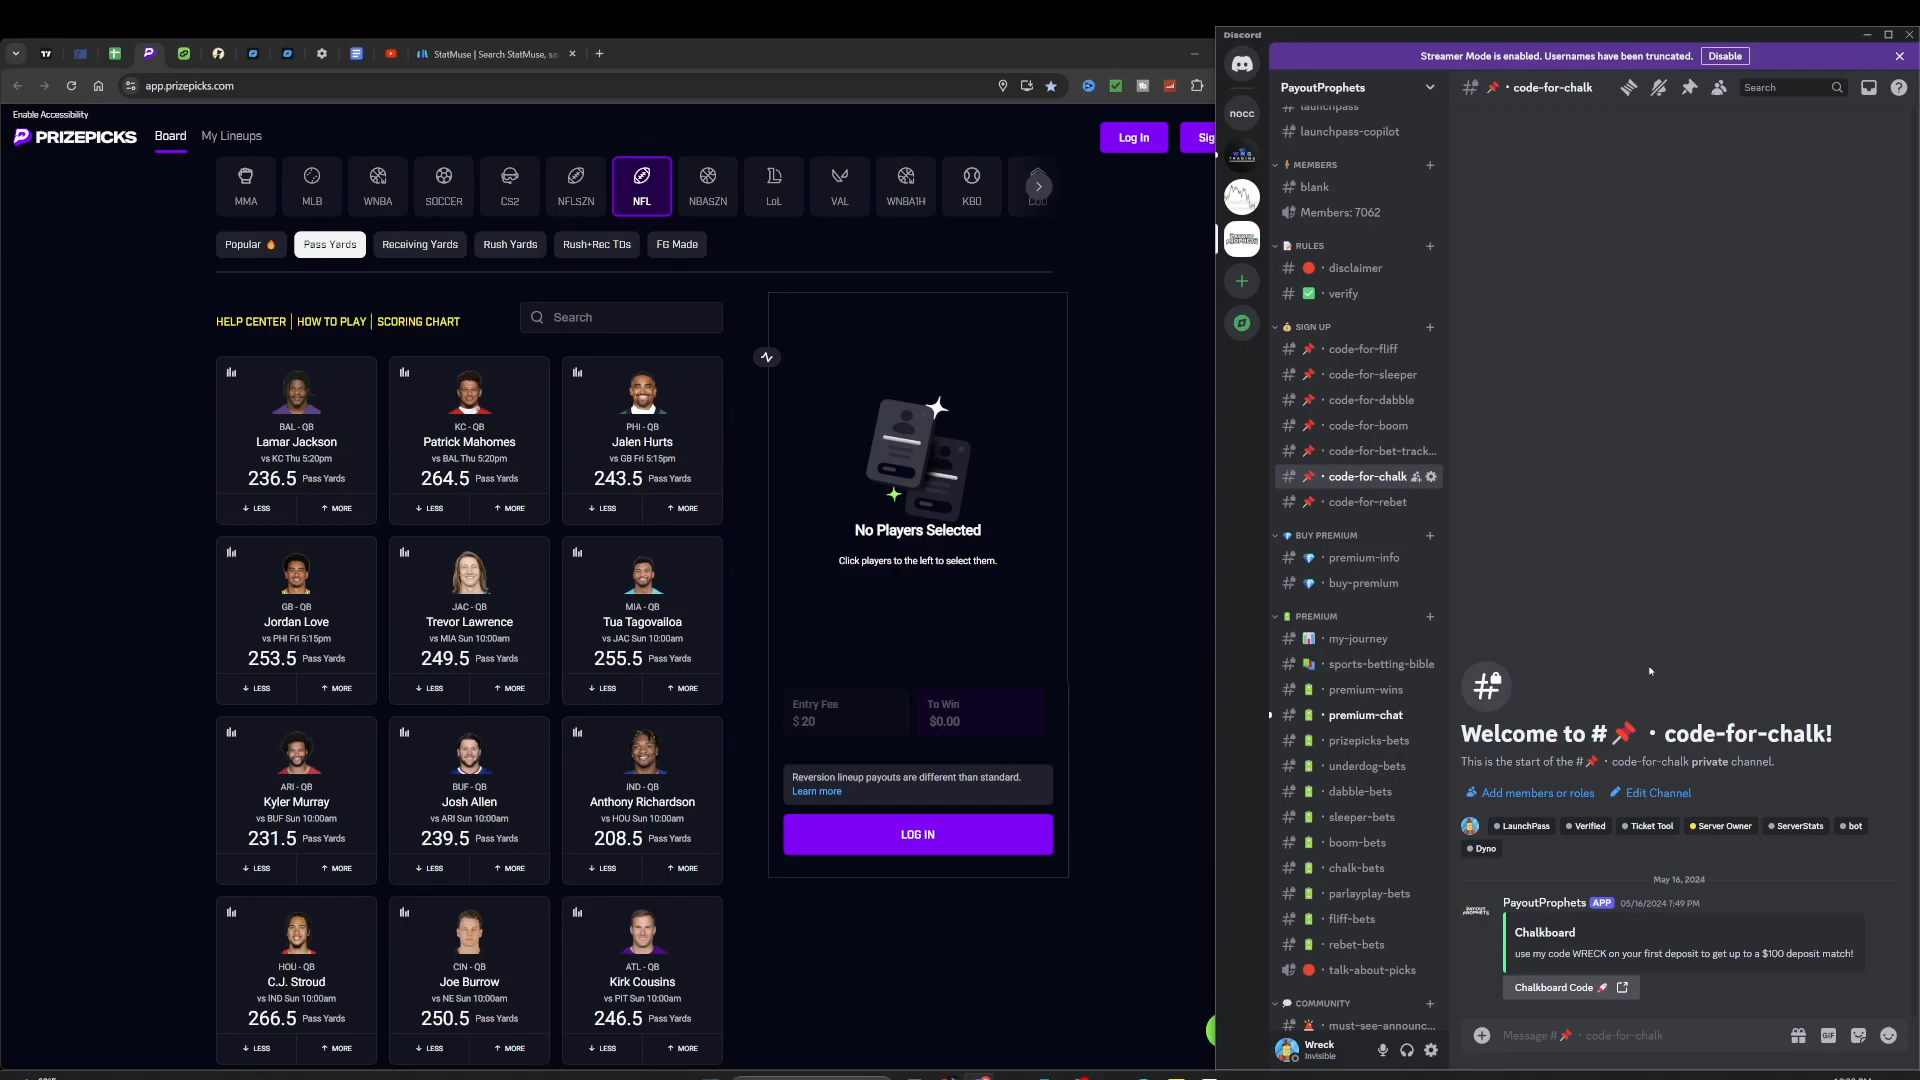 Discord
Streamer Mode is enabled. Usernames have been truncated.
Disable
StatMuse | Search StatMuse, sm
app.prizepicks.com
Enable Accessibility
PRIZEPICKS
Board
My Lineups
Log In
Sig
MMA
MLB
WNBA
SOCCER
CS2
NFLSZN
NFL
NBASZN
LoL
VAL
WNBA1H
KBO
COD
Popular
Pass Yards
Receiving Yards
Rush Yards
Rush+Rec TDs
FG Made
HELP CENTER
HOW TO PLAY
SCORING CHART
Search
BAL - QB
Lamar Jackson
vs KC Thu 5:20pm
236.5 Pass Yards
LESS
MORE
KC - QB
Patrick Mahomes
vs BAL Thu 5:20pm
264.5 Pass Yards
LESS
MORE
PHI - QB
Jalen Hurts
vs GB Fri 5:15pm
243.5 Pass Yards
LESS
MORE
GB - QB
Jordan Love
vs PHI Fri 5:15pm
253.5 Pass Yards
LESS
MORE
JAC - QB
Trevor Lawrence
vs MIA Sun 10:00am
249.5 Pass Yards
LESS
MORE
MIA - QB
Tua Tagovailoa
vs JAC Sun 10:00am
255.5 Pass Yards
LESS
MORE
ARI - QB
Kyler Murray
vs BUF Sun 10:00am
231.5 Pass Yards
LESS
MORE
BUF - QB
Josh Allen
vs ARI Sun 10:00am
239.5 Pass Yards
LESS
MORE
IND - QB
Anthony Richardson
vs HOU Sun 10:00am
208.5 Pass Yards
LESS
MORE
HOU - QB
C.J. Stroud
vs IND Sun 10:00am
266.5 Pass Yards
LESS
MORE
CIN - QB
Joe Burrow
vs NE Sun 10:00am
250.5 Pass Yards
LESS
MORE
ATL - QB
Kirk Cousins
vs PIT Sun 10:00am
246.5 Pass Yards
LESS
MORE
No Players Selected
Click players to the left to select them.
Entry Fee
$ 20
To Win
$0.00
Reversion lineup payouts are different than standard.
Learn more
LOG IN
nocc
PayoutProphets
launchpass
launchpass-copilot
MEMBERS
blank
Members: 7062
RULES
disclaimer
verify
SIGN UP
code-for-fliff
code-for-sleeper
code-for-dabble
code-for-boom
code-for-bet-track...
code-for-chalk
code-for-rebet
BUY PREMIUM
premium-info
buy-premium
PREMIUM
my-journey
sports-betting-bible
premium-wins
premium-chat
prizepicks-bets
underdog-bets
dabble-bets
sleeper-bets
boom-bets
chalk-bets
parlayplay-bets
fliff-bets
rebet-bets
talk-about-picks
COMMUNITY
must-see-announc...
Wreck
Invisible
code-for-chalk
Search
Welcome to # 📌・code-for-chalk!
This is the start of the # 📌・code-for-chalk private channel.
Add members or roles
Edit Channel
LaunchPass
Verified
Ticket Tool
Server Owner
ServerStats
bot
Dyno
May 16, 2024
PayoutProphets APP 05/16/2024 7:49 PM
Chalkboard
use my code WRECK on your first deposit to get up to a $100 deposit match!
Chalkboard Code 🚀
Message # 📌・code-for-chalk